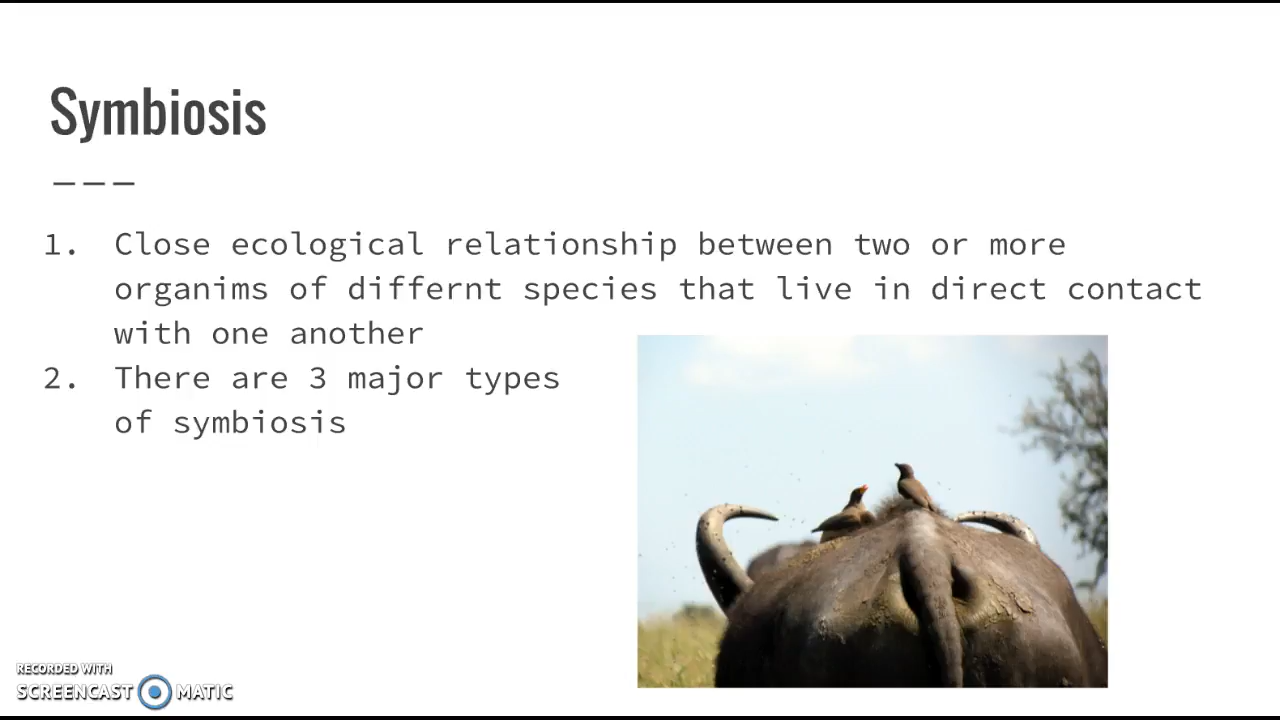 Symbiosis
1. Close ecological relationship between two or more
organims of differnt species that live in direct contact
with one another
2. There are 3 major types
of symbiosis
RECORDED WITH
SCREENCAST MATIC